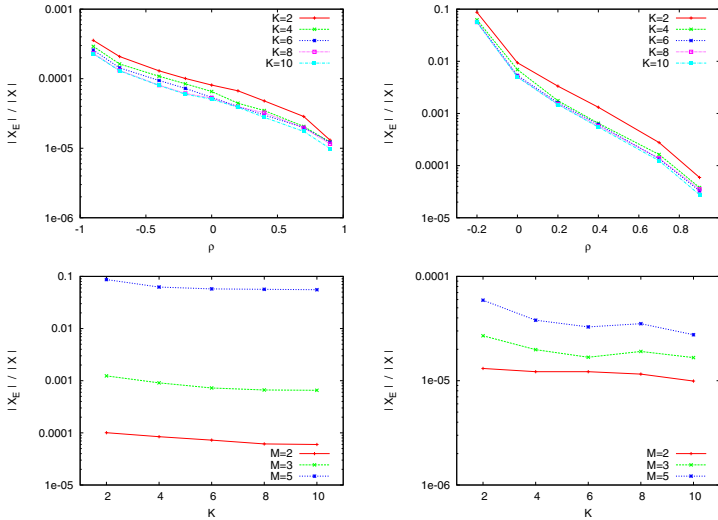 0.001
0.0001
1e-05
1e-06
| X_E | / | X |
-1
-0.5
0
0.5
1
ρ
K=2
K=4
K=6
K=8
K=10
0.1
0.01
0.001
0.0001
1e-05
| X_E | / | X |
-0.2
0
0.2
0.4
0.6
0.8
ρ
K=2
K=4
K=6
K=8
K=10
0.1
0.01
0.001
0.0001
1e-05
| X_E | / | X |
2
4
6
8
10
K
M=2
M=3
M=5
0.0001
1e-05
1e-06
| X_E | / | X |
2
4
6
8
10
K
M=2
M=3
M=5